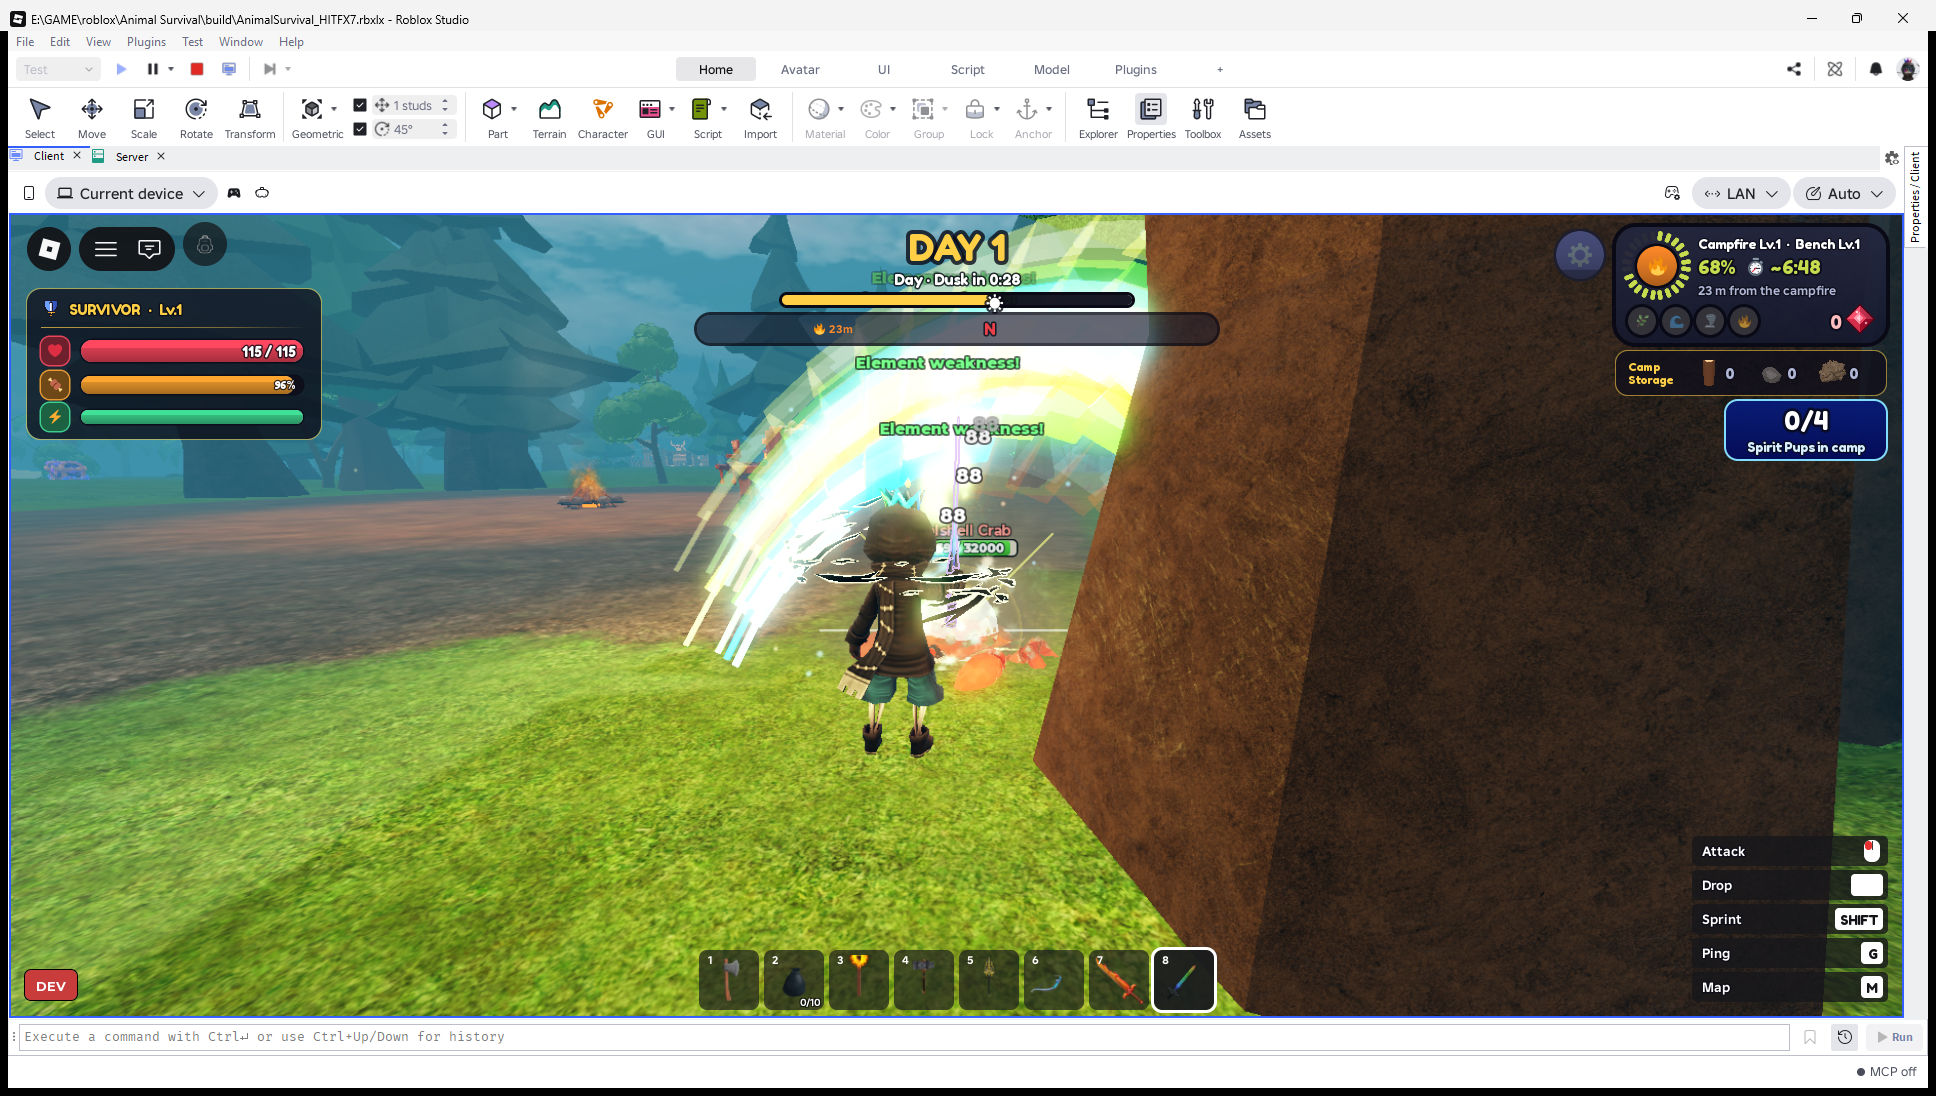 E:\GAME\roblox\Animal Survival\build\AnimalSurvival_HITFX7.rbxlx - Roblox Studio
File Edit View Plugins Test Window Help
Test
Home Avatar UI Script Model Plugins +
Select Move Scale Rotate Transform Geometric 1 studs 45° Part Terrain Character GUI Script Import Material Color Group Lock Anchor Explorer Properties Toolbox Assets
Client Server
Properties / Client
Current device LAN Auto
DAY 1
Day · Dusk in 0:28
23m N
SURVIVOR · Lv.1
115 / 115
96%
Campfire Lv.1 · Bench Lv.1
68% ~6:48
23 m from the campfire
0
Camp Storage 0 0 0
0/4
Spirit Pups in camp
Element weakness!
Element weakness!
88
88
88
88
Crab
32000
Attack
Drop
Sprint SHIFT
Ping G
Map M
DEV
1 2 3 4 5 6 7 8
0/10
Execute a command with Ctrl↵ or use Ctrl+Up/Down for history
Run
MCP off